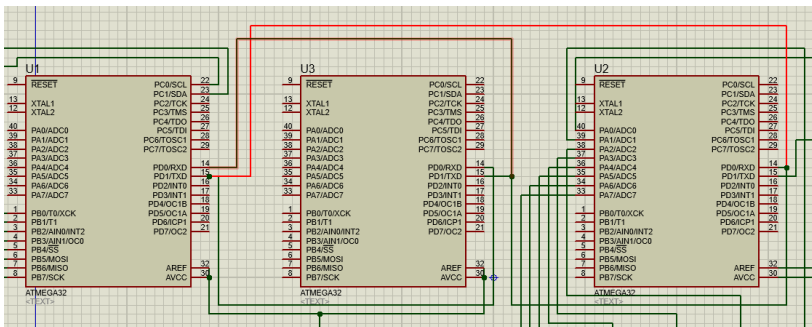 U1
9 RESET
13 XTAL1
12 XTAL2
40 PA0/ADC0
39 PA1/ADC1
38 PA2/ADC2
37 PA3/ADC3
36 PA4/ADC4
35 PA5/ADC5
34 PA6/ADC6
33 PA7/ADC7
1 PB0/T0/XCK
2 PB1/T1
3 PB2/AIN0/INT2
4 PB3/AIN1/OC0
5 PB4/SS
6 PB5/MOSI
7 PB6/MISO
8 PB7/SCK
PC0/SCL 22
PC1/SDA 23
PC2/TCK 24
PC3/TMS 25
PC4/TDO 26
PC5/TDI 27
PC6/TOSC1 28
PC7/TOSC2 29
PD0/RXD 14
PD1/TXD 15
PD2/INT0 16
PD3/INT1 17
PD4/OC1B 18
PD5/OC1A 19
PD6/ICP1 20
PD7/OC2 21
AREF 32
AVCC 30
ATMEGA32
<TEXT>
U3
9 RESET
13 XTAL1
12 XTAL2
40 PA0/ADC0
39 PA1/ADC1
38 PA2/ADC2
37 PA3/ADC3
36 PA4/ADC4
35 PA5/ADC5
34 PA6/ADC6
33 PA7/ADC7
1 PB0/T0/XCK
2 PB1/T1
3 PB2/AIN0/INT2
4 PB3/AIN1/OC0
5 PB4/SS
6 PB5/MOSI
7 PB6/MISO
8 PB7/SCK
PC0/SCL 22
PC1/SDA 23
PC2/TCK 24
PC3/TMS 25
PC4/TDO 26
PC5/TDI 27
PC6/TOSC1 28
PC7/TOSC2 29
PD0/RXD 14
PD1/TXD 15
PD2/INT0 16
PD3/INT1 17
PD4/OC1B 18
PD5/OC1A 19
PD6/ICP1 20
PD7/OC2 21
AREF 32
AVCC 30
ATMEGA32
<TEXT>
U2
9 RESET
13 XTAL1
12 XTAL2
40 PA0/ADC0
39 PA1/ADC1
38 PA2/ADC2
37 PA3/ADC3
36 PA4/ADC4
35 PA5/ADC5
34 PA6/ADC6
33 PA7/ADC7
1 PB0/T0/XCK
2 PB1/T1
3 PB2/AIN0/INT2
4 PB3/AIN1/OC0
5 PB4/SS
6 PB5/MOSI
7 PB6/MISO
8 PB7/SCK
PC0/SCL 22
PC1/SDA 23
PC2/TCK 24
PC3/TMS 25
PC4/TDO 26
PC5/TDI 27
PC6/TOSC1 28
PC7/TOSC2 29
PD0/RXD 14
PD1/TXD 15
PD2/INT0 16
PD3/INT1 17
PD4/OC1B 18
PD5/OC1A 19
PD6/ICP1 20
PD7/OC2 21
AREF 32
AVCC 30
ATMEGA32
<TEXT>